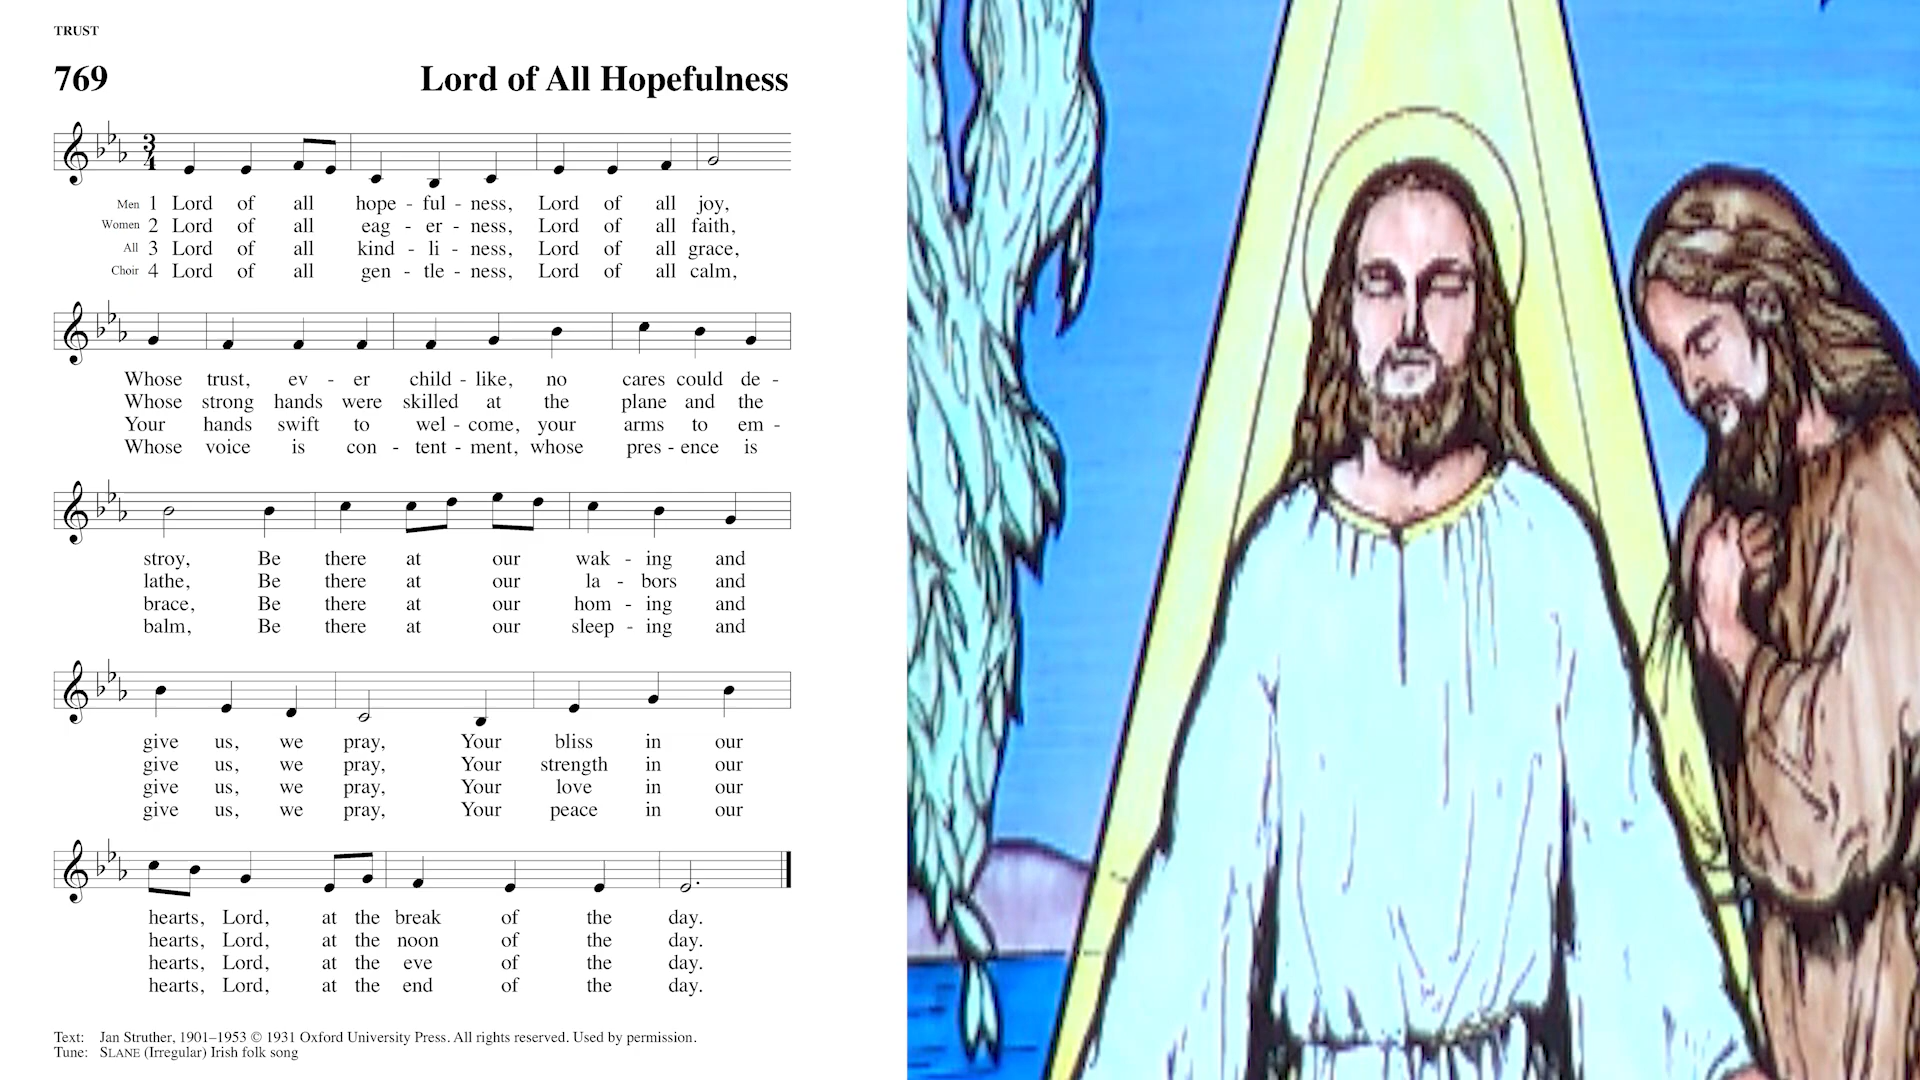 TRUST
769 Lord of All Hopefulness
3
4
Men 1 Lord of all hope - ful - ness, Lord of all joy,
Women 2 Lord of all eag - er - ness, Lord of all faith,
All 3 Lord of all kind - li - ness, Lord of all grace,
Choir 4 Lord of all gen - tle - ness, Lord of all calm,
Whose trust, ev - er child - like, no cares could de -
Whose strong hands were skilled at the plane and the
Your hands swift to wel - come, your arms to em -
Whose voice is con - tent - ment, whose pres - ence is
stroy, Be there at our wak - ing and
lathe, Be there at our la - bors and
brace, Be there at our hom - ing and
balm, Be there at our sleep - ing and
give us, we pray, Your bliss in our
give us, we pray, Your strength in our
give us, we pray, Your love in our
give us, we pray, Your peace in our
hearts, Lord, at the break of the day.
hearts, Lord, at the noon of the day.
hearts, Lord, at the eve of the day.
hearts, Lord, at the end of the day.
Text: Jan Struther, 1901–1953 © 1931 Oxford University Press. All rights reserved. Used by permission.
Tune: SLANE (Irregular) Irish folk song